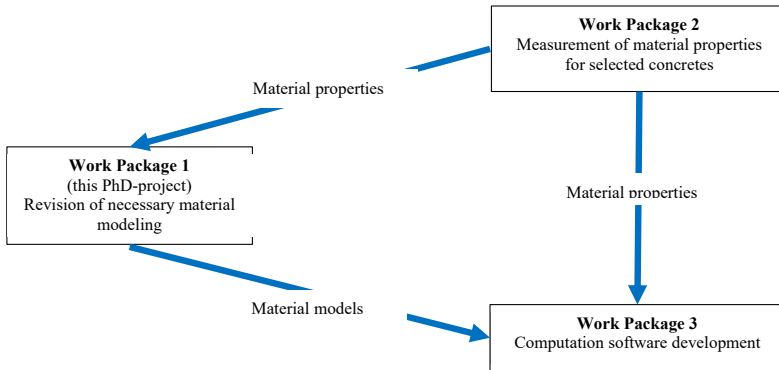 Work Package 2
Measurement of material properties
for selected concretes
Material properties
Work Package 1
(this PhD-project)
Revision of necessary material
modeling
Material properties
Material models
Work Package 3
Computation software development